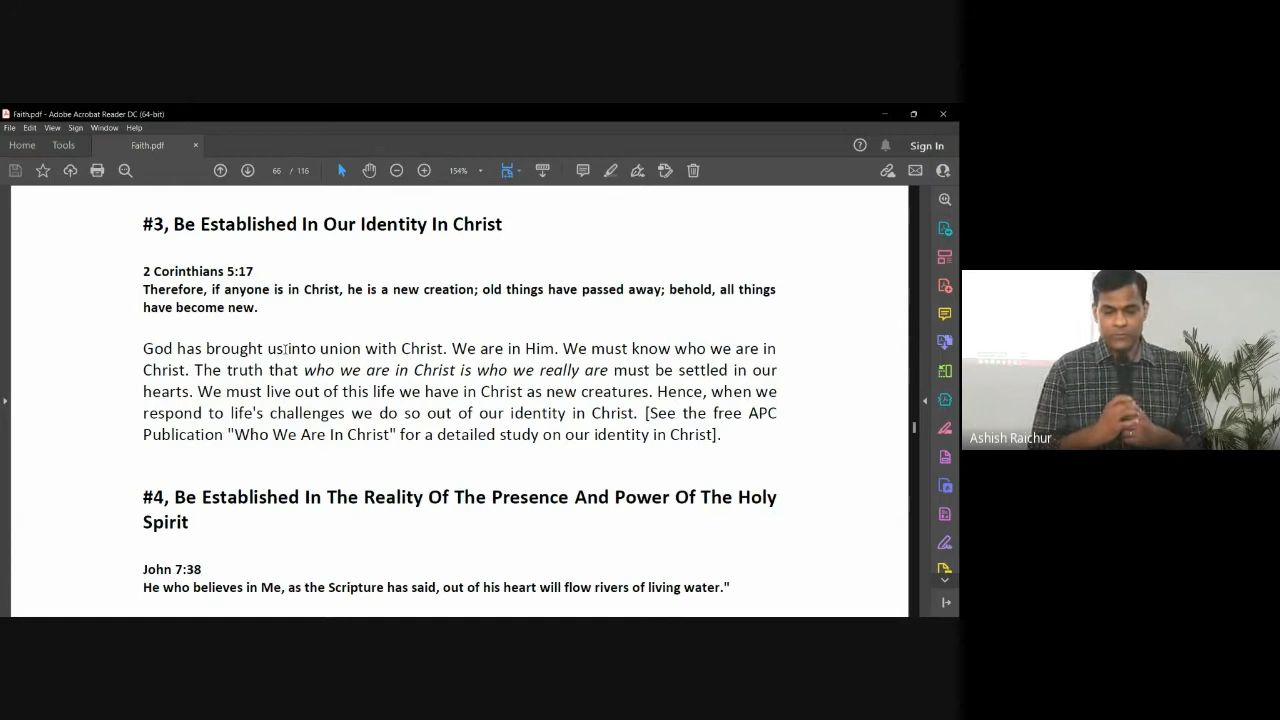 Faith.pdf - Adobe Acrobat Reader DC (64-bit)
File Edit View Sign Window Help
Home Tools Faith.pdf × Sign In
66 / 116 154%
#3, Be Established In Our Identity In Christ
2 Corinthians 5:17
Therefore, if anyone is in Christ, he is a new creation; old things have passed away; behold, all things
have become new.
God has brought us into union with Christ. We are in Him. We must know who we are in
Christ. The truth that who we are in Christ is who we really are must be settled in our
hearts. We must live out of this life we have in Christ as new creatures. Hence, when we
respond to life's challenges we do so out of our identity in Christ. [See the free APC
Publication "Who We Are In Christ" for a detailed study on our identity in Christ].
#4, Be Established In The Reality Of The Presence And Power Of The Holy
Spirit
John 7:38
He who believes in Me, as the Scripture has said, out of his heart will flow rivers of living water."
Ashish Raichur